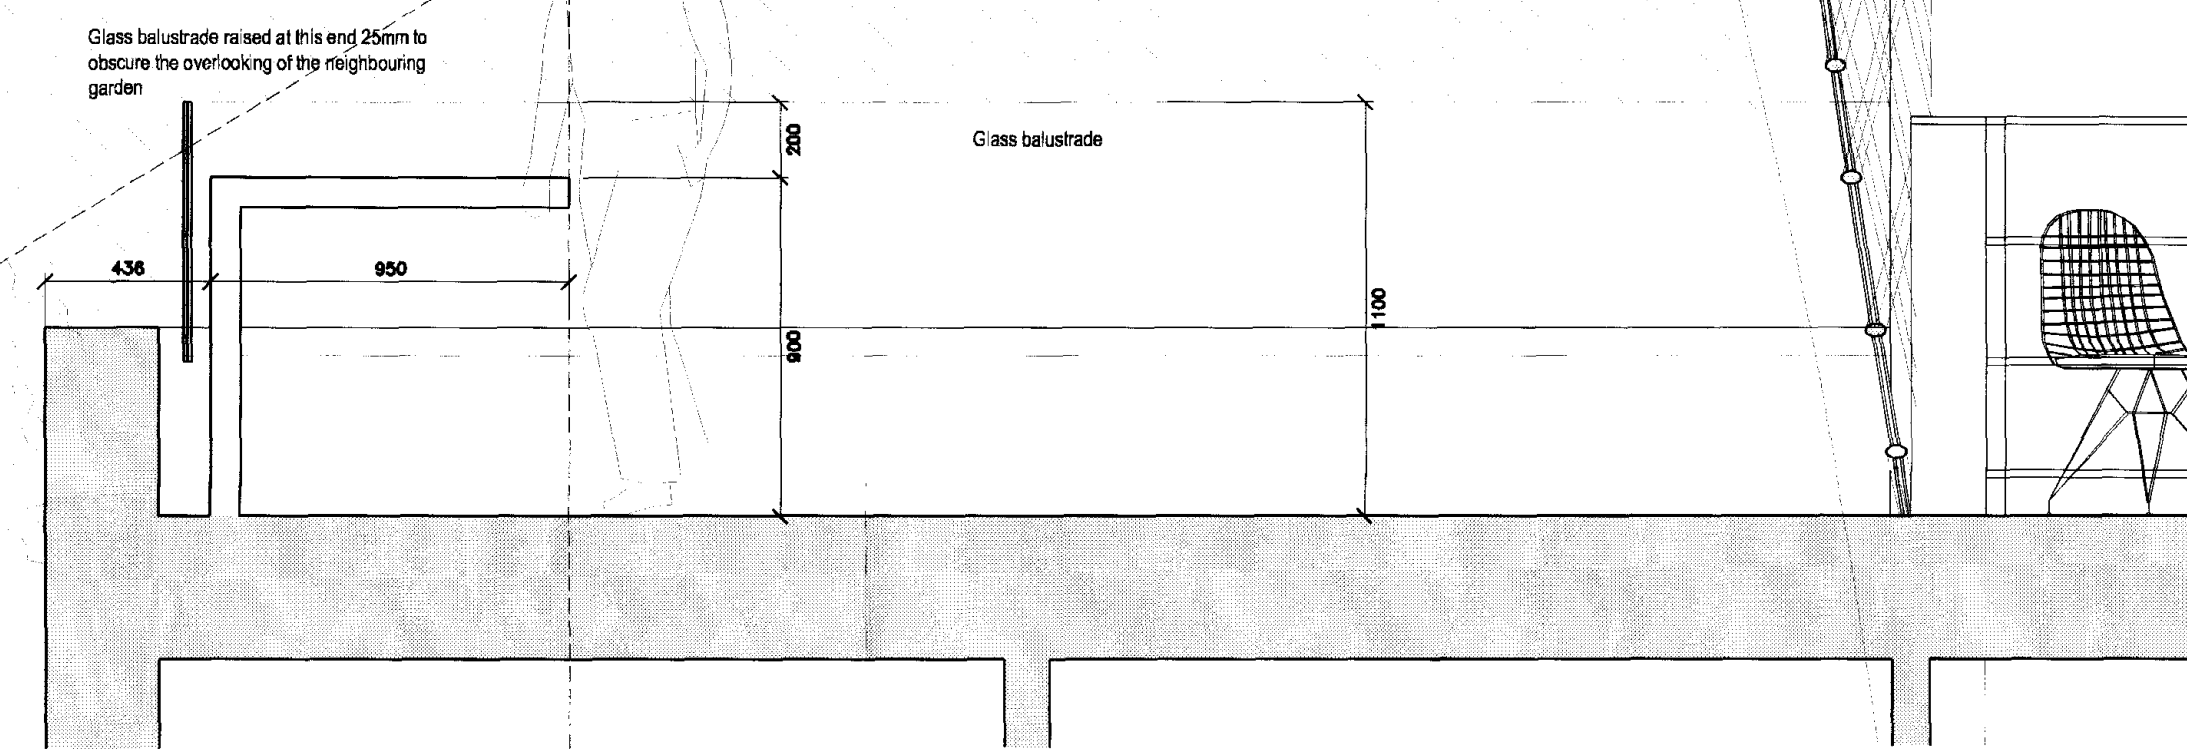 Glass balustrade raised at this end 25mm to
obscure the overlooking of the neighbouring
garden
200
Glass balustrade
436
950
1100
900